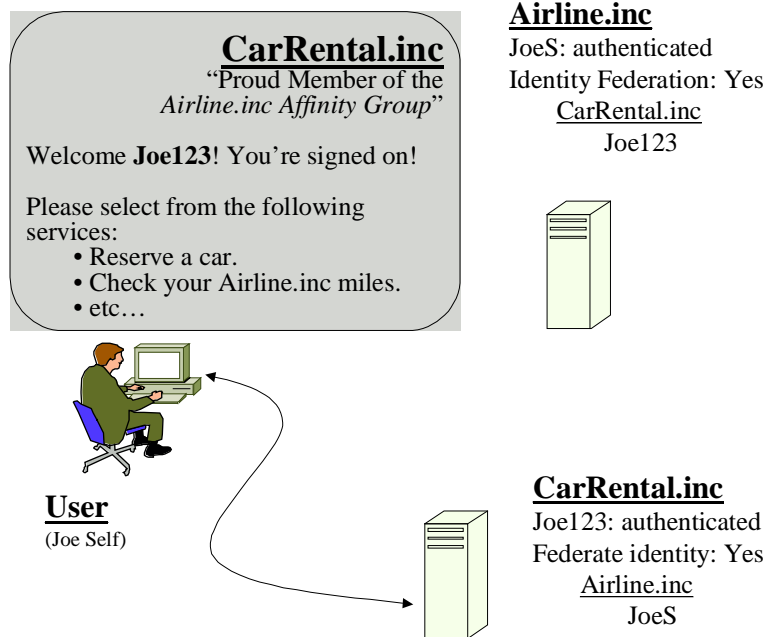 CarRental.inc
“Proud Member of the
Airline.inc Affinity Group”
Welcome Joe123! You’re signed on!
Please select from the following
services:
• Reserve a car.
• Check your Airline.inc miles.
• etc…
Airline.inc
JoeS: authenticated
Identity Federation: Yes
CarRental.inc
Joe123
User
(Joe Self)
CarRental.inc
Joe123: authenticated
Federate identity: Yes
Airline.inc
JoeS